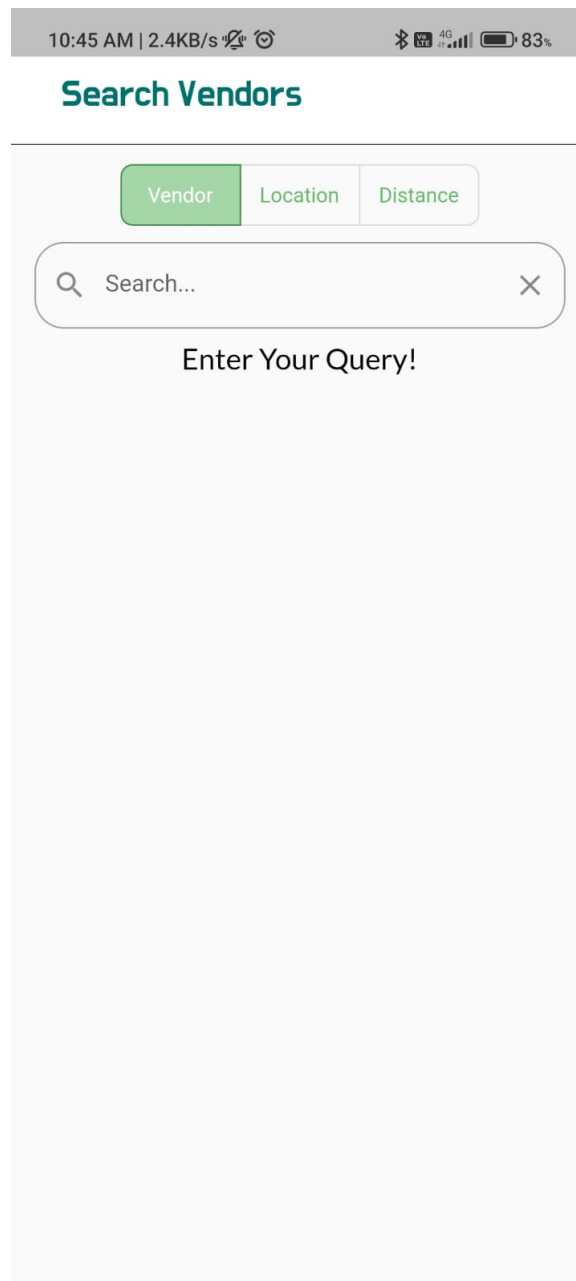 10:45 AM | 2.4KB/s 4G 83%
Search Vendors
Vendor Location Distance
Search...
Enter Your Query!